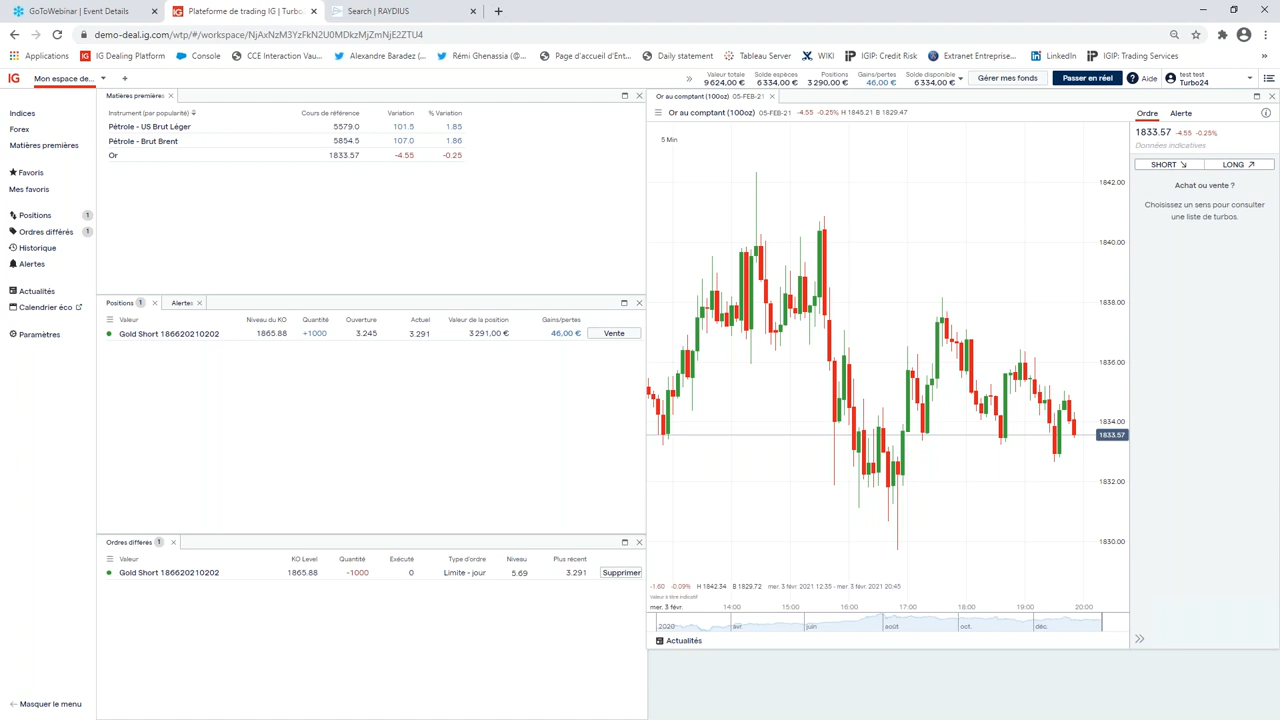 GoToWebinar | Event Details
Plateforme de trading IG | Turbo
Search | RAYDIUS
demo-deal.ig.com/wtp/#/workspace/NjAxNzM3YzFkN2U0MDkzMjZmNjE2ZTU4
Applications
IG Dealing Platform
Console
CCE Interaction Vau...
Alexandre Baradez (...
Rémi Ghenassia (@...
Page d'accueil d'Ent...
Daily statement
Tableau Server
WIKI
IGIP: Credit Risk
Extranet Entreprise...
LinkedIn
IGIP: Trading Services
IG
Mon espace de...
Valeur totale
9 624,00 €
Solde espèces
6 334,00 €
Positions
3 290,00 €
Gains/pertes
46,00 €
Solde disponible
6 334,00 €
Gérer mes fonds
Passer en réel
Aide
test test
Turbo24
Indices
Forex
Matières premières
Favoris
Mes favoris
Positions 1
Ordres différés 1
Historique
Alertes
Actualités
Calendrier éco
Paramètres
Masquer le menu
Matières premières
Instrument (par popularité) Cours de référence Variation % Variation
Pétrole - US Brut Léger 5579.0 101.5 1.85
Pétrole - Brut Brent 5854.5 107.0 1.86
Or 1833.57 -4.55 -0.25
Positions 1 Alertes
Valeur Niveau du KO Quantité Ouverture Actuel Valeur de la position Gains/pertes
Gold Short 186620210202 1865.88 +1000 3.245 3.291 3 291,00 € 46,00 € Vente
Ordres différés 1
Valeur KO Level Quantité Exécuté Type d'ordre Niveau Plus récent
Gold Short 186620210202 1865.88 -1000 0 Limite - jour 5.69 3.291 Supprimer
Or au comptant (100oz) 05-FEB-21
Or au comptant (100oz) 05-FEB-21 -4.55 -0.25% H 1845.21 B 1829.47
5 Min
1842.00
1840.00
1838.00
1836.00
1834.00
1833.57
1832.00
1830.00
-1.60 -0.09% H 1842.34 B 1829.72 mer. 3 févr. 2021 12:35 - mer. 3 févr. 2021 20:45
Valeur à titre indicatif
mer. 3 févr. 14:00 15:00 16:00 17:00 18:00 19:00 20:00
2020 avr. juin août oct. déc.
Actualités
Ordre Alerte
1833.57 -4.55 -0.25%
Données indicatives
SHORT LONG
Achat ou vente ?
Choisissez un sens pour consulter
une liste de turbos.